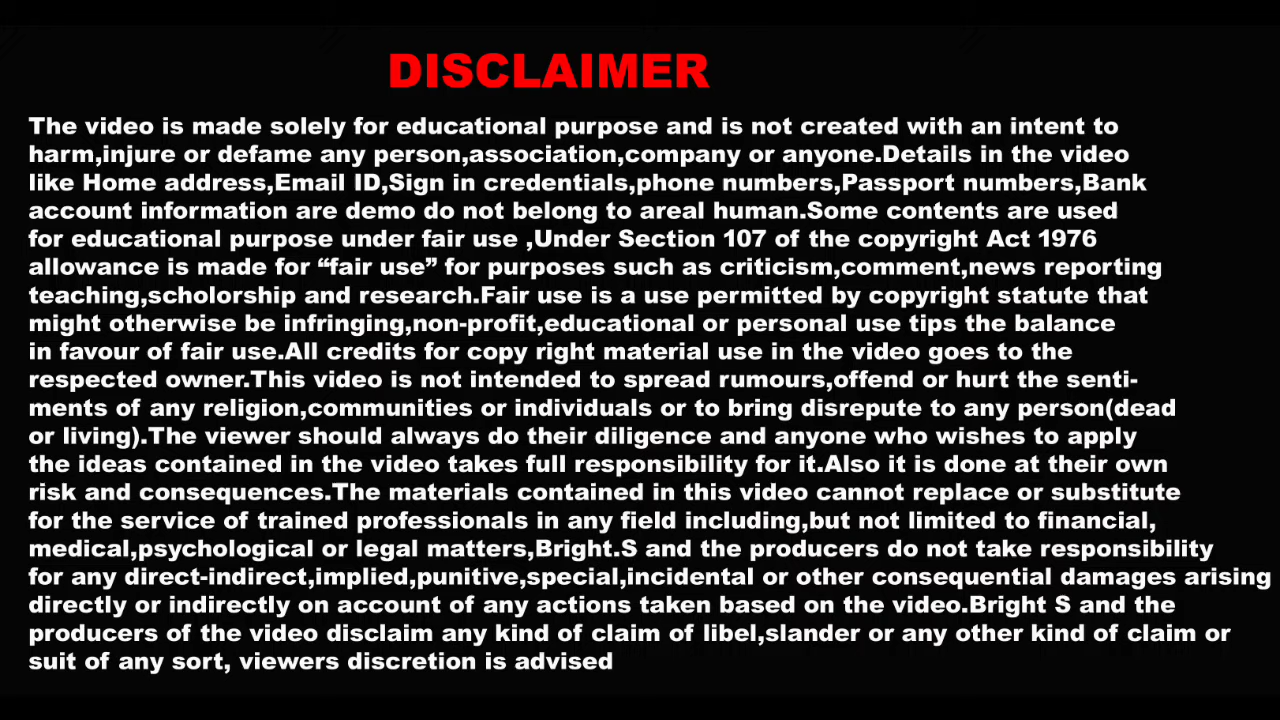 DISCLAIMER
The video is made solely for educational purpose and is not created with an intent to
harm,injure or defame any person,association,company or anyone.Details in the video
like Home address,Email ID,Sign in credentials,phone numbers,Passport numbers,Bank
account information are demo do not belong to areal human.Some contents are used
for educational purpose under fair use ,Under Section 107 of the copyright Act 1976
allowance is made for “fair use” for purposes such as criticism,comment,news reporting
teaching,scholorship and research.Fair use is a use permitted by copyright statute that
might otherwise be infringing,non-profit,educational or personal use tips the balance
in favour of fair use.All credits for copy right material use in the video goes to the
respected owner.This video is not intended to spread rumours,offend or hurt the senti-
ments of any religion,communities or individuals or to bring disrepute to any person(dead
or living).The viewer should always do their diligence and anyone who wishes to apply
the ideas contained in the video takes full responsibility for it.Also it is done at their own
risk and consequences.The materials contained in this video cannot replace or substitute
for the service of trained professionals in any field including,but not limited to financial,
medical,psychological or legal matters,Bright.S and the producers do not take responsibility
for any direct-indirect,implied,punitive,special,incidental or other consequential damages arising
directly or indirectly on account of any actions taken based on the video.Bright S and the
producers of the video disclaim any kind of claim of libel,slander or any other kind of claim or
suit of any sort, viewers discretion is advised